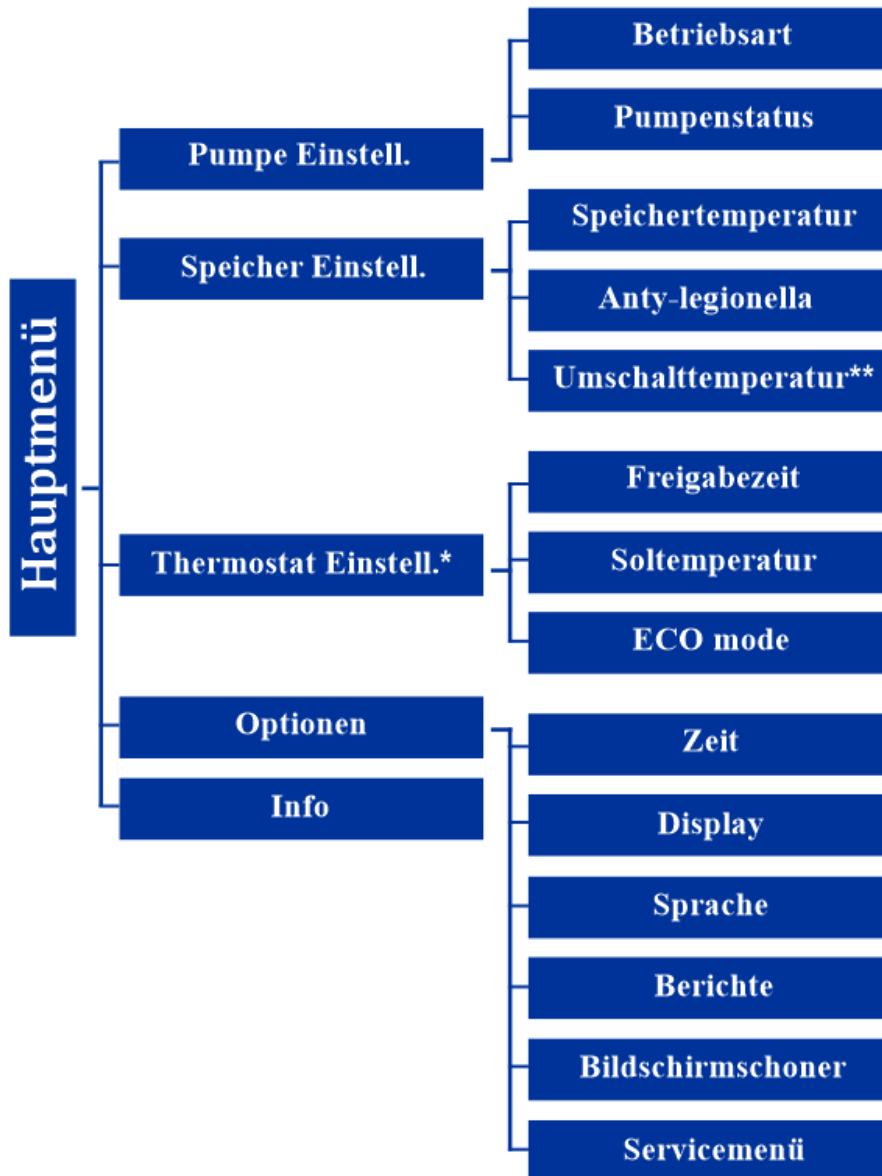 Hauptmenü
Pumpe Einstell.
Betriebsart
Pumpenstatus
Speicher Einstell.
Speichertemperatur
Anty-legionella
Umschalttemperatur**
Thermostat Einstell.*
Freigabezeit
Soltemperatur
ECO mode
Optionen
Zeit
Display
Sprache
Berichte
Bildschirmschoner
Servicemenü
Info